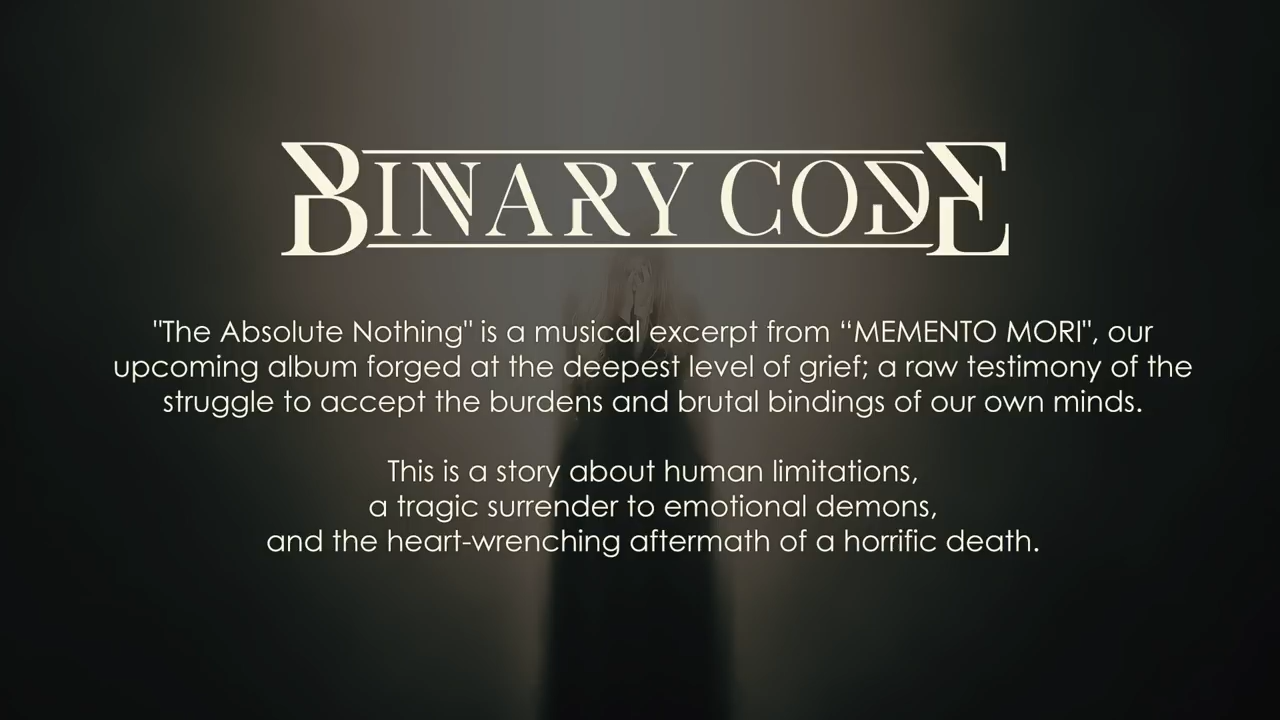 BINARY CODE
"The Absolute Nothing" is a musical excerpt from “MEMENTO MORI", our
upcoming album forged at the deepest level of grief; a raw testimony of the
struggle to accept the burdens and brutal bindings of our own minds.
This is a story about human limitations,
a tragic surrender to emotional demons,
and the heart-wrenching aftermath of a horrific death.